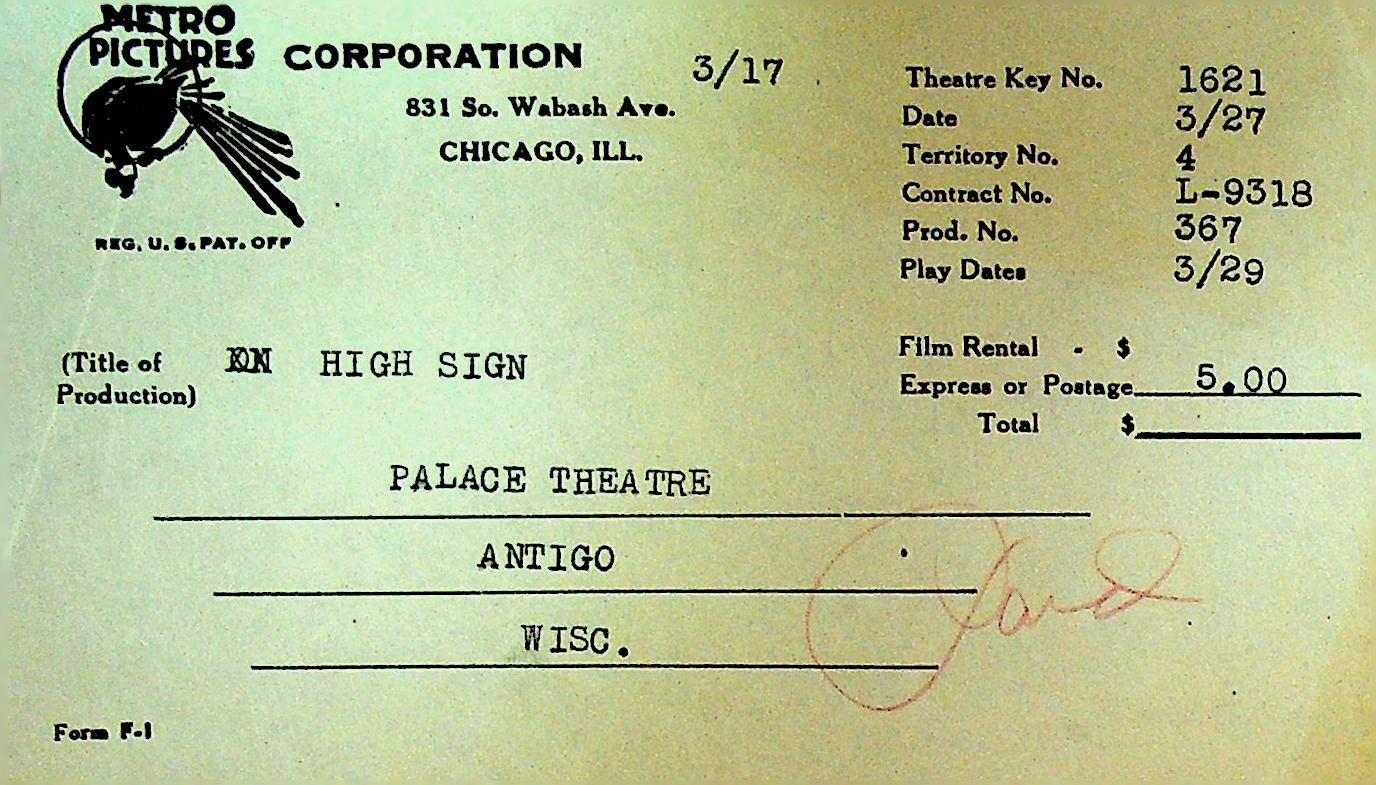 METRO
PICTURES CORPORATION
3/17
831 So. Wabash Ave.
CHICAGO, ILL.
REG. U. S. PAT. OFF
Theatre Key No. 1621
Date 3/27
Territory No. 4
Contract No. L-9318
Prod. No. 367
Play Dates 3/29
(Title of
Production) HIGH SIGN
Film Rental - $
Express or Postage 5.00
Total $
PALACE THEATRE
ANTIGO
WISC.
Paid
Form F-1